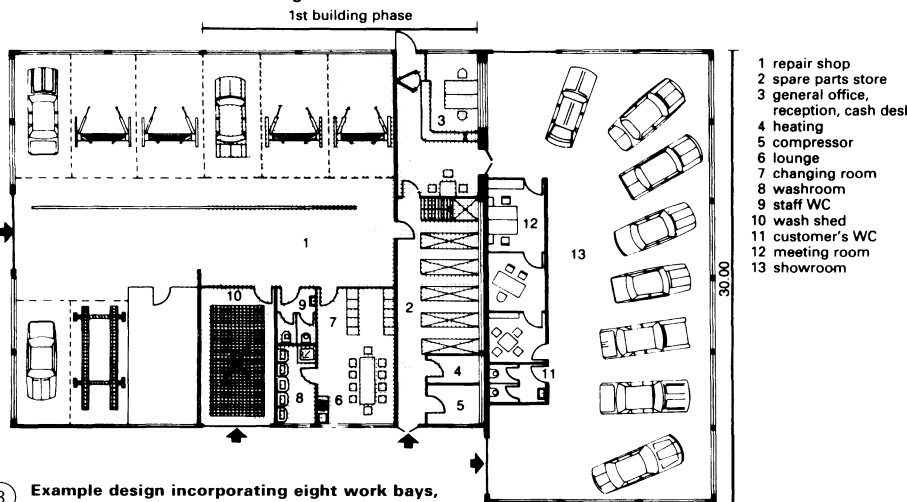 1st building phase
1 repair shop
2 spare parts store
3 general office,
reception, cash desk
4 heating
5 compressor
6 lounge
7 changing room
8 washroom
9 staff WC
10 wash shed
11 customer's WC
12 meeting room
13 showroom
3
12
13
30.00
1
10
9
7
2
4
11
8
6
5
Example design incorporating eight work bays,